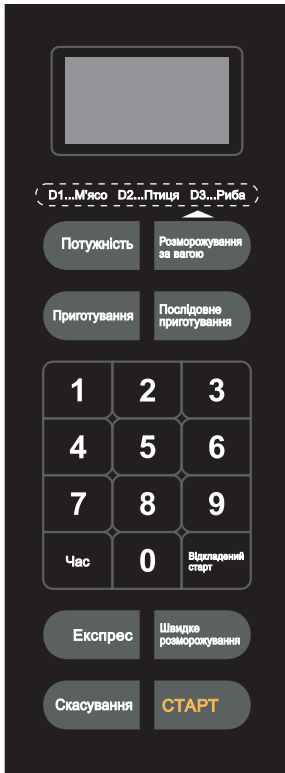 D1...М'ясо D2...Птиця D3...Риба
Потужність
Розморожування
за вагою
Приготування
Послідовне
приготування
1 2 3
4 5 6
7 8 9
Час 0 Відкладений
старт
Експрес
Швидке
розморожування
Скасування
СТАРТ